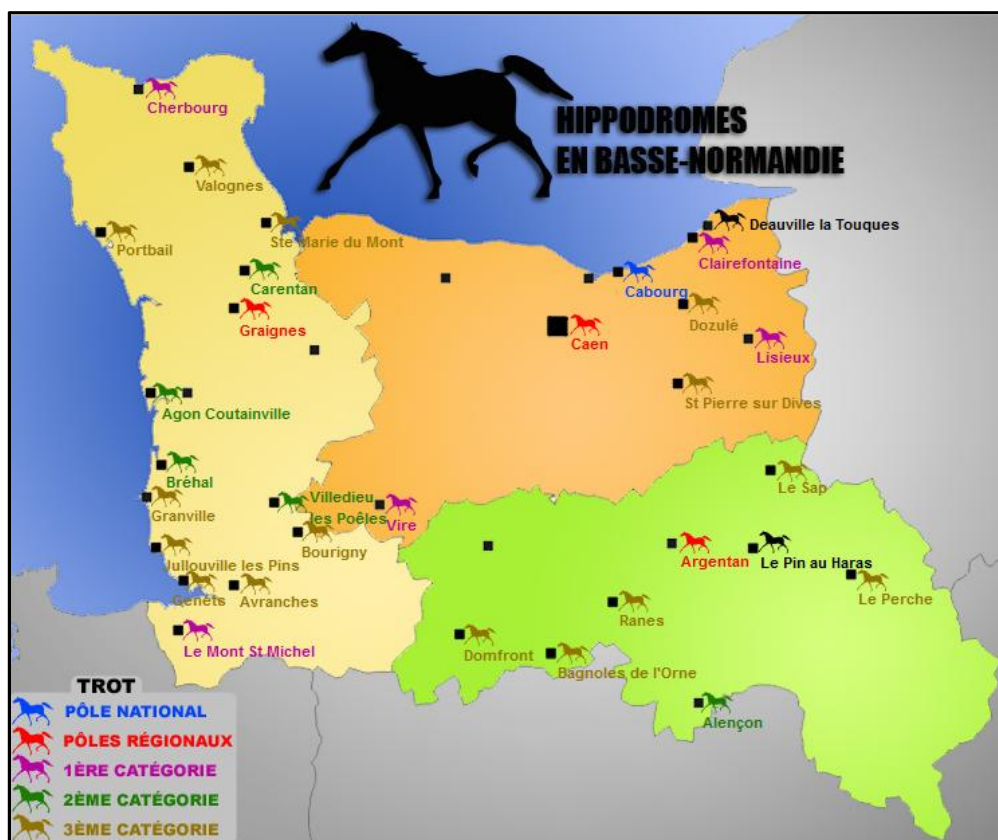 HIPPODROMES
EN BASSE-NORMANDIE
Cherbourg
Valognes
Portbail
Ste Marie du Mont
Deauville la Touques
Clairefontaine
Carentan
Cabourg
Graignes
Dozulé
Caen
Lisieux
Agon Coutainville
St Pierre sur Dives
Bréhal
Le Sap
Granville
Villedieu
les Poêles
Vire
Bourigny
Jullouville les Pins
Argentan
Le Pin au Haras
Genêts
Avranches
Le Perche
Ranes
Le Mont St Michel
Domfront
Bagnoles de l'Orne
Alençon
TROT
PÔLE NATIONAL
PÔLES RÉGIONAUX
1ÈRE CATÉGORIE
2ÈME CATÉGORIE
3ÈME CATÉGORIE